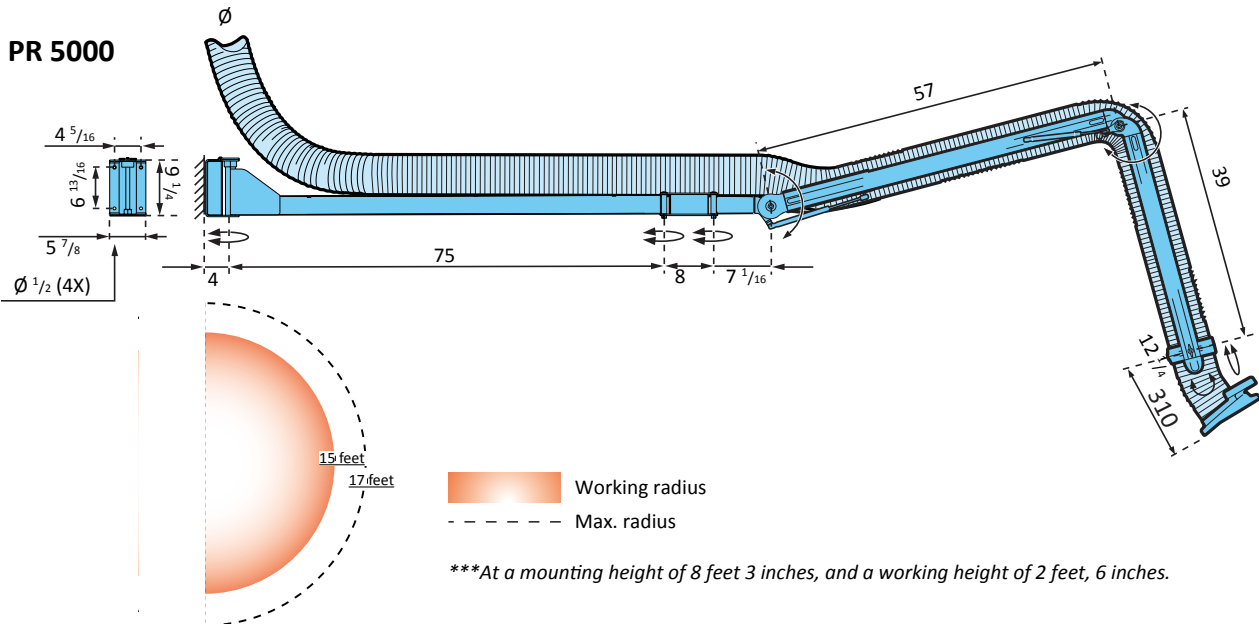 Ø
PR 5000
57
4 5/16
6 13/16
9 1/4
39
5 7/8
75
4
8
7 1/16
Ø 1/2 (4X)
12 1/4
310
15 feet
17 feet
Working radius
Max. radius
***At a mounting height of 8 feet 3 inches, and a working height of 2 feet, 6 inches.